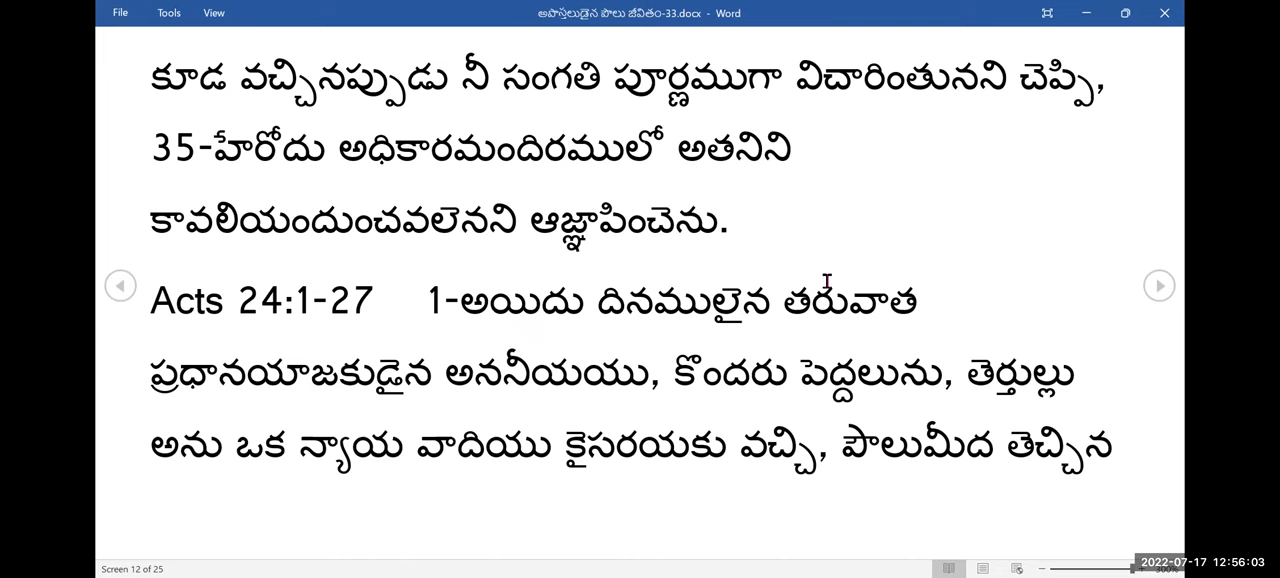 File Tools View అపొస్తలుడైన పౌలు జీవితం-33.docx - Word
కూడ వచ్చినప్పుడు నీ సంగతి పూర్ణముగా విచారింతునని చెప్పి,
35-హేరోదు అధికారమందిరములో అతనిని
కావలియందుంచవలెనని ఆజ్ఞాపించెను.
Acts 24:1-27 1-అయిదు దినములైన తరువాత
ప్రధానయాజకుడైన అననీయయు, కొందరు పెద్దలును, తెర్తుల్లు
అను ఒక న్యాయ వాదియు కైసరయకు వచ్చి, పౌలుమీద తెచ్చిన
Screen 12 of 25
2022-07-17 12:56:03